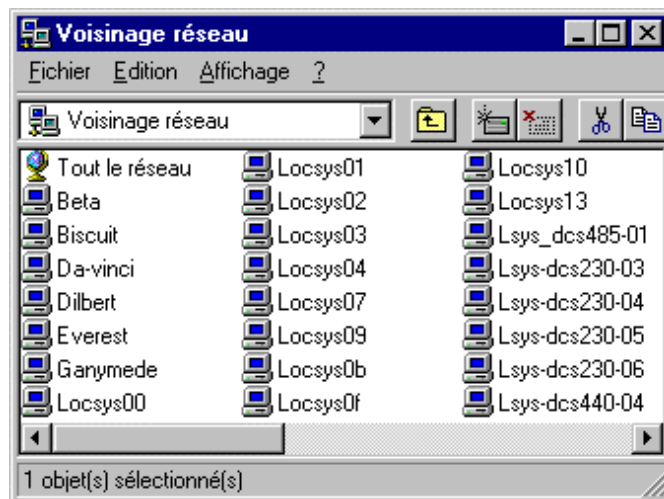 Voisinage réseau
Fichier Edition Affichage ?
Voisinage réseau
Tout le réseau
Beta
Biscuit
Da-vinci
Dilbert
Everest
Ganymede
Locsys00
Locsys01
Locsys02
Locsys03
Locsys04
Locsys07
Locsys09
Locsys0b
Locsys0f
Locsys10
Locsys13
Lsys_dcs485-01
Lsys-dcs230-03
Lsys-dcs230-04
Lsys-dcs230-05
Lsys-dcs230-06
Lsys-dcs440-04
1 objet(s) sélectionné(s)